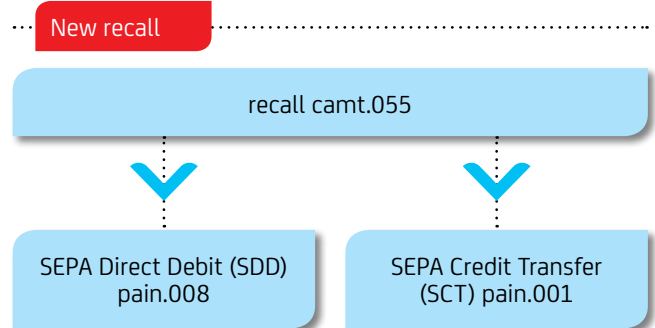 New recall
recall camt.055
SEPA Direct Debit (SDD)
pain.008
SEPA Credit Transfer
(SCT) pain.001